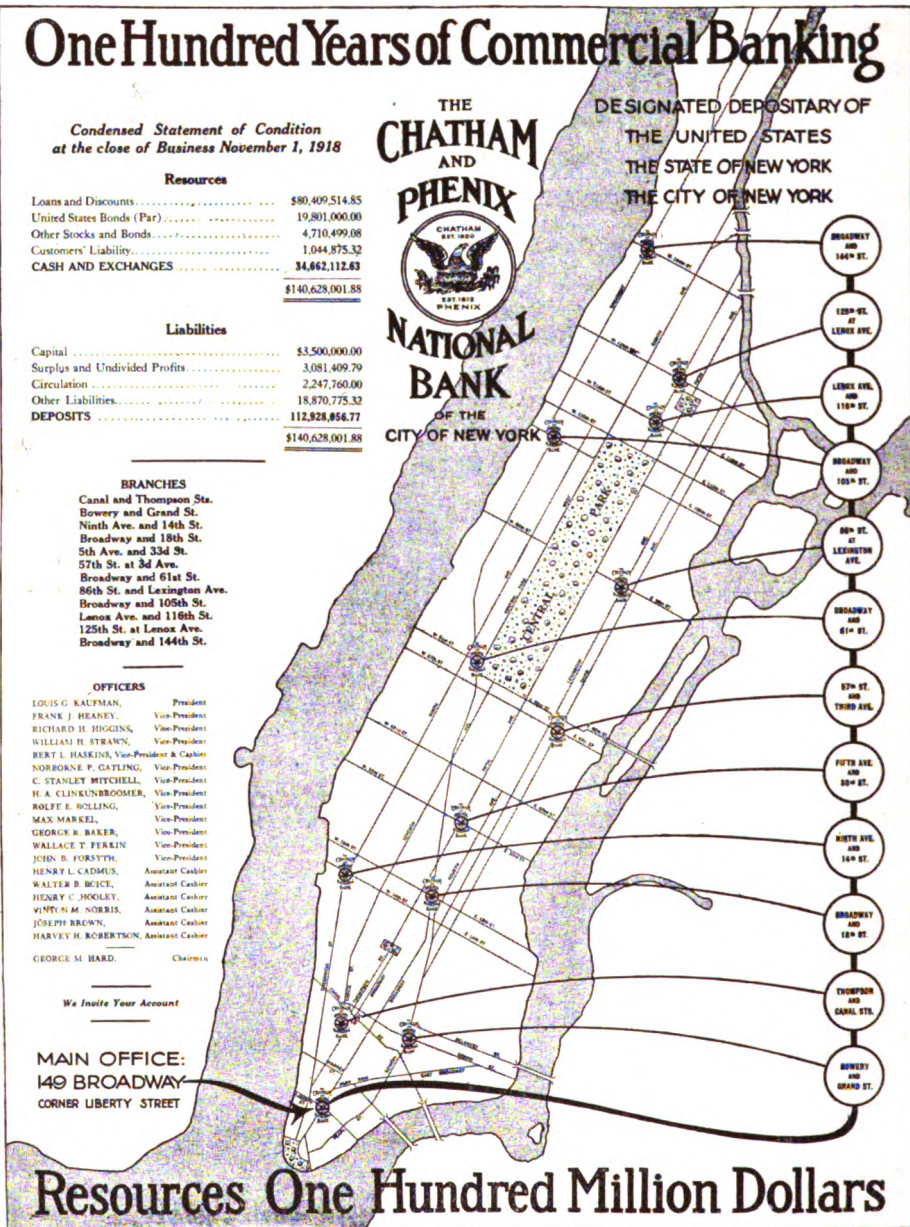 One Hundred Years of Commercial Banking
Condensed Statement of Condition
at the close of Business November 1, 1918
Resources
Loans and Discounts $80,409,514.85
United States Bonds (Par) 19,801,000.00
Other Stocks and Bonds 4,710,499.08
Customers' Liability 1,044,875.32
CASH AND EXCHANGES 34,662,112.63
$140,628,001.88
Liabilities
Capital $3,500,000.00
Surplus and Undivided Profits 3,081,409.79
Circulation 2,247,760.00
Other Liabilities 18,870,775.32
DEPOSITS 112,928,056.77
$140,628,001.88
BRANCHES
Canal and Thompson Sts.
Bowery and Grand St.
Ninth Ave. and 14th St.
Broadway and 18th St.
5th Ave. and 33d St.
57th St. at 3d Ave.
Broadway and 61st St.
86th St. and Lexington Ave.
Broadway and 105th St.
Lenox Ave. and 116th St.
125th St. at Lenox Ave.
Broadway and 144th St.
OFFICERS
LOUIS G. KAUFMAN, President
FRANK J. HEANEY, Vice-President
RICHARD H. HIGGINS, Vice-President
WILLIAM H. STRAWN, Vice-President
BERT L. HASKINS, Vice-President & Cashier
NORBORNE P. GATLING, Vice-President
C. STANLEY MITCHELL, Vice-President
H. A. CLINKUNBROOMER, Vice-President
ROLFE E. BOLLING, Vice-President
MAX MARKEL, Vice-President
GEORGE R. BAKER, Vice-President
WALLACE T. PERKIN Vice-President
JOHN B. FORSYTH, Vice-President
HENRY L. CADMUS, Assistant Cashier
WALTER B. BOICE, Assistant Cashier
HENRY C. HOOLEY, Assistant Cashier
VINTON M. NORRIS, Assistant Cashier
JOSEPH BROWN, Assistant Cashier
HARVEY H. ROBERTSON, Assistant Cashier
GEORGE M. HARD. Chairman
We Invite Your Account
MAIN OFFICE:
149 BROADWAY
CORNER LIBERTY STREET
THE
CHATHAM
AND
PHENIX
CHATHAM
EST. 1850
EST. 1812
PHENIX
NATIONAL
BANK
OF THE
CITY OF NEW YORK
DESIGNATED DEPOSITARY OF
THE UNITED STATES
THE STATE OF NEW YORK
THE CITY OF NEW YORK
BROADWAY
AND
144TH ST.
125TH ST.
AT
LENOX AVE.
LENOX AVE.
AND
116TH ST.
BROADWAY
AND
105TH ST.
86TH ST.
AT
LEXINGTON
AVE.
BROADWAY
AND
61ST ST.
57TH ST.
AND
THIRD AVE.
FIFTH AVE.
AND
33RD ST.
NINTH AVE.
AND
14TH ST.
BROADWAY
AND
18TH ST.
THOMPSON
AND
CANAL STS.
BOWERY
AND
GRAND ST.
CENTRAL PARK
Resources One Hundred Million Dollars